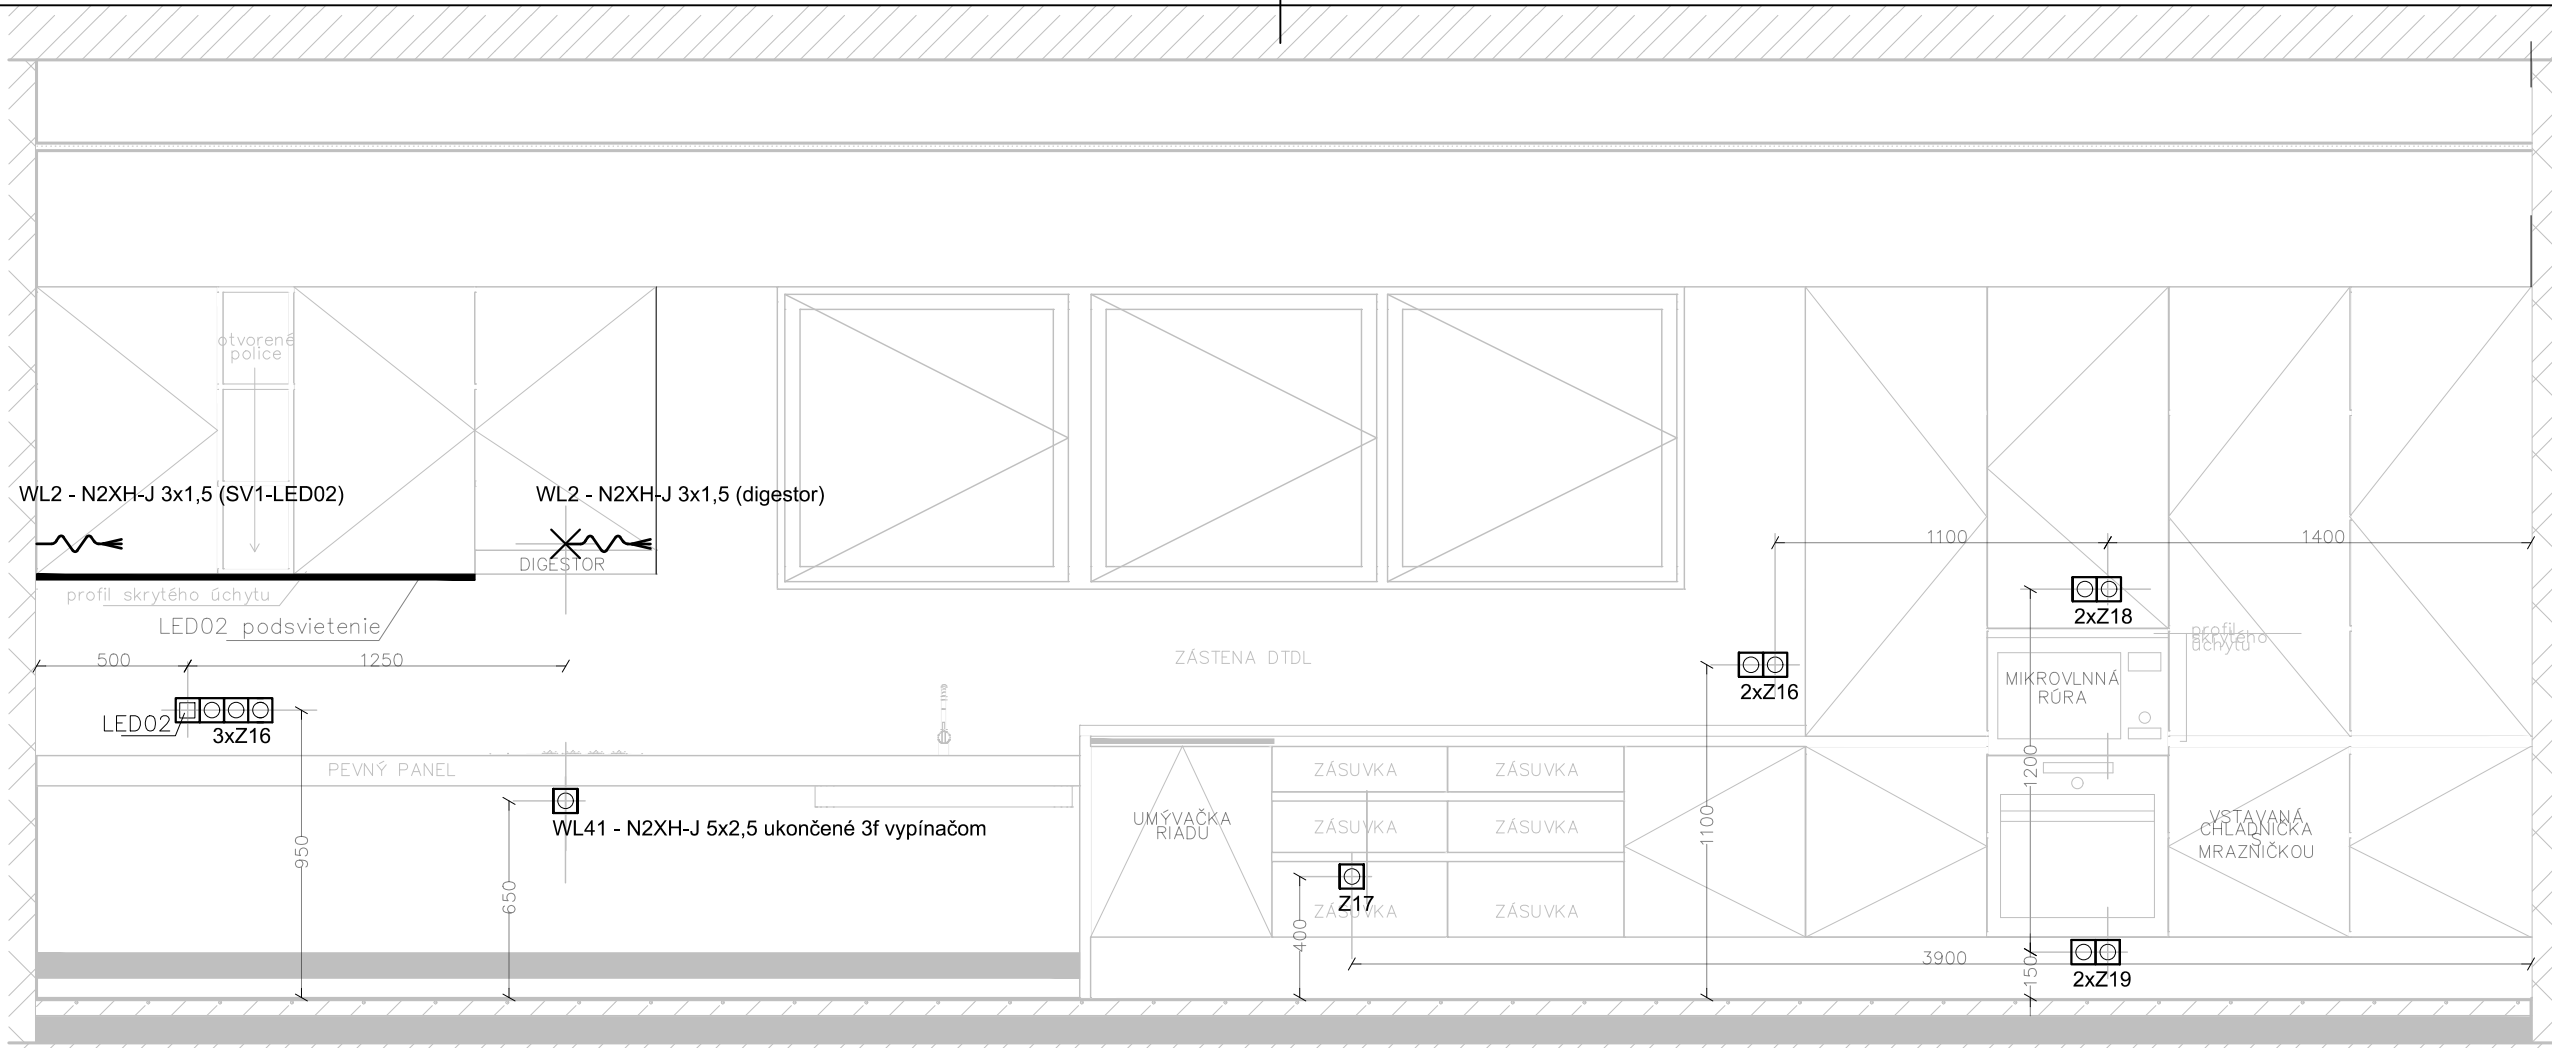 otvorené
police
WL2 - N2XH-J 3x1,5 (SV1-LED02)
WL2 - N2XH-J 3x1,5 (digestor)
DIGESTOR
profil skrytého úchytu
LED02 podsvietenie
500
1250
LED02
3xZ16
PEVNÝ PANEL
WL41 - N2XH-J 5x2,5 ukončené 3f vypínačom
950
650
ZÁSTENA DTDL
1100
1400
2xZ18
profil
skrytého
úchytu
2xZ16
MIKROVLNNÁ
RÚRA
1200
1100
UMÝVAČKA
RIADU
ZÁSUVKA
ZÁSUVKA
ZÁSUVKA
ZÁSUVKA
ZÁSUVKA
ZÁSUVKA
Z17
400
VSTAVANÁ
CHLADNIČKA
S
MRAZNIČKOU
3900
150
2xZ19